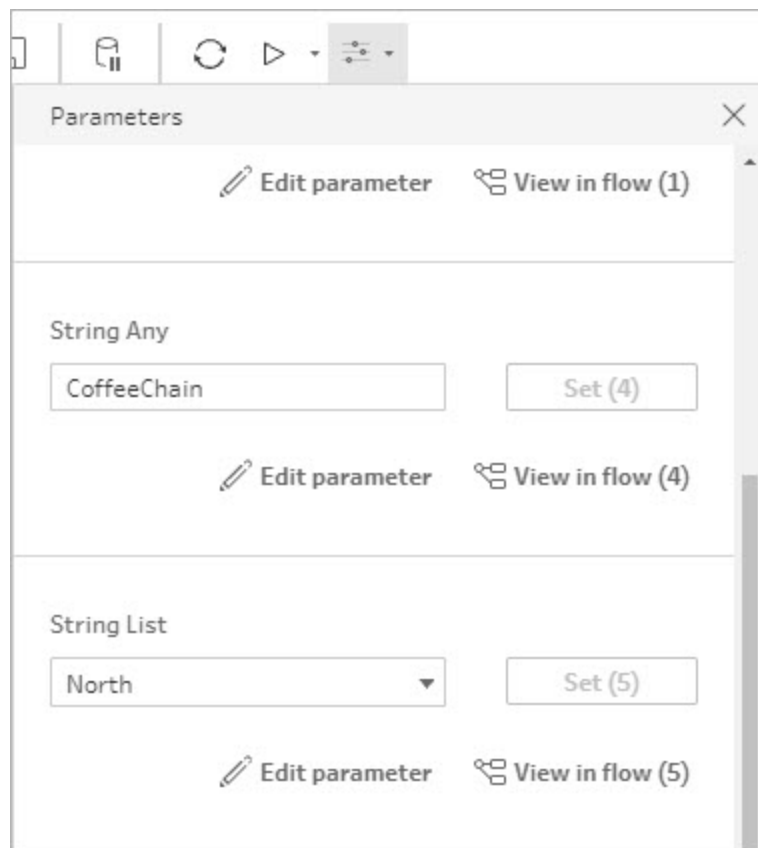 Parameters
Edit parameter View in flow (1)
String Any
CoffeeChain Set (4)
Edit parameter View in flow (4)
String List
North Set (5)
Edit parameter View in flow (5)